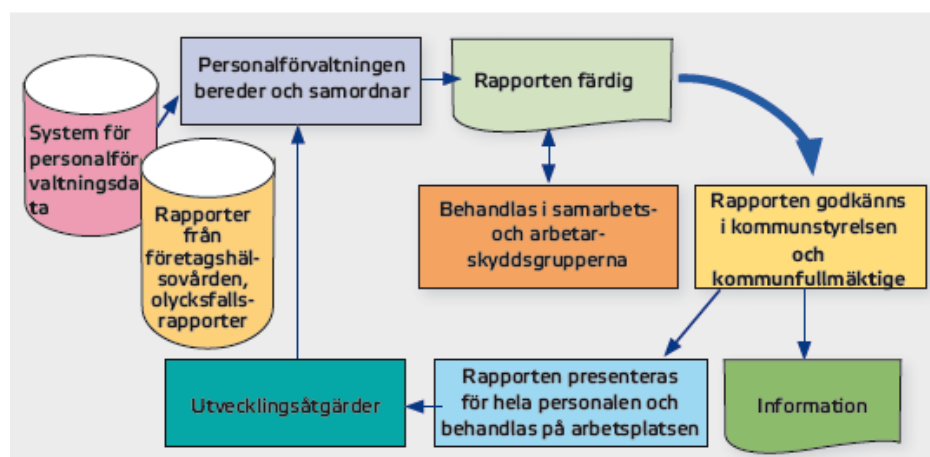 Personalförvaltningen
bereder och samordnar
Rapporten färdig
System för
personalför
valtningsda
ta
Rapporter
från
företagshäl-
sovården,
olycksfalls-
rapporter
Behandlas i samarbets-
och arbetar-
skyddsgrupperna
Rapporten godkänns
i kommunstyrelsen
och
kommunfullmäktige
Utvecklingsåtgärder
Rapporten presenteras
för hela personalen och
behandlas på arbetsplatsen
Information